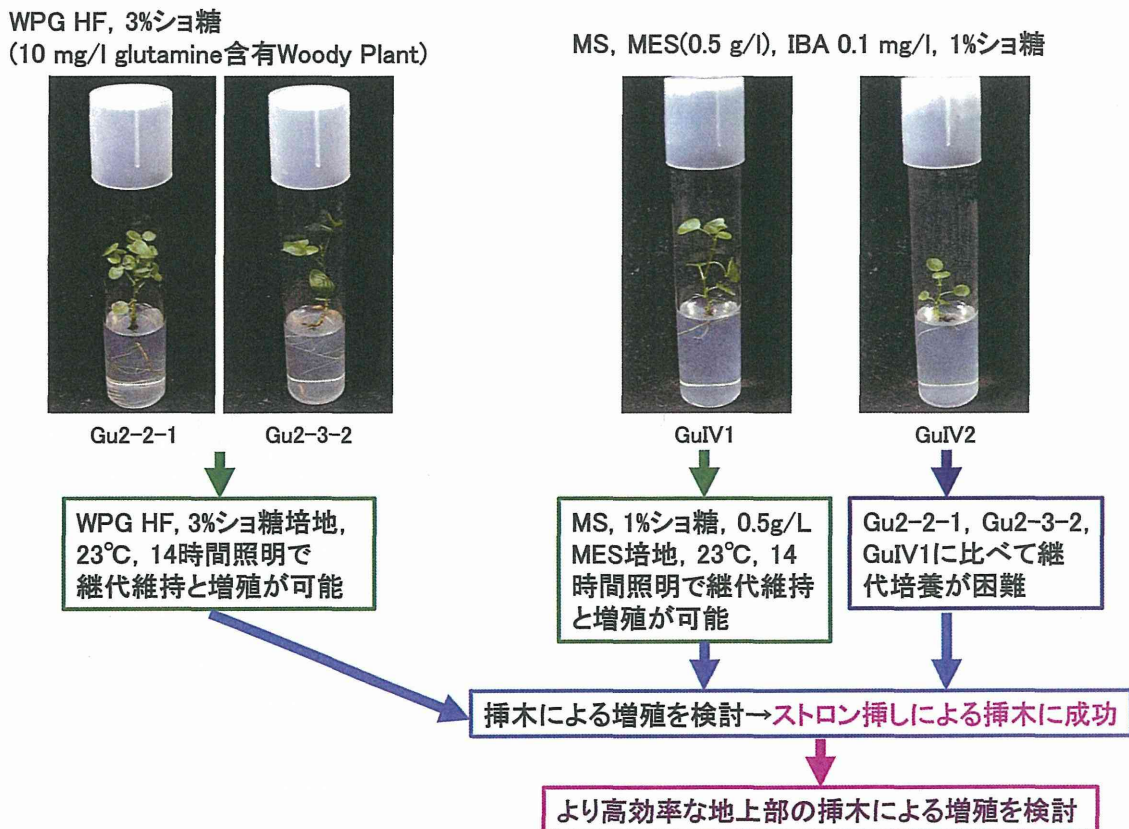 WPG HF, 3%ショ糖
(10 mg/l glutamine含有Woody Plant)
MS, MES(0.5 g/l), IBA 0.1 mg/l, 1%ショ糖
Gu2-2-1
Gu2-3-2
GuIV1
GuIV2
WPG HF, 3%ショ糖培地,
23℃, 14時間照明で
継代維持と増殖が可能
MS, 1%ショ糖, 0.5g/L
MES培地, 23℃, 14
時間照明で継代維持
と増殖が可能
Gu2-2-1, Gu2-3-2,
GuIV1に比べて継
代培養が困難
挿木による増殖を検討→ストロン挿しによる挿木に成功
より高効率な地上部の挿木による増殖を検討